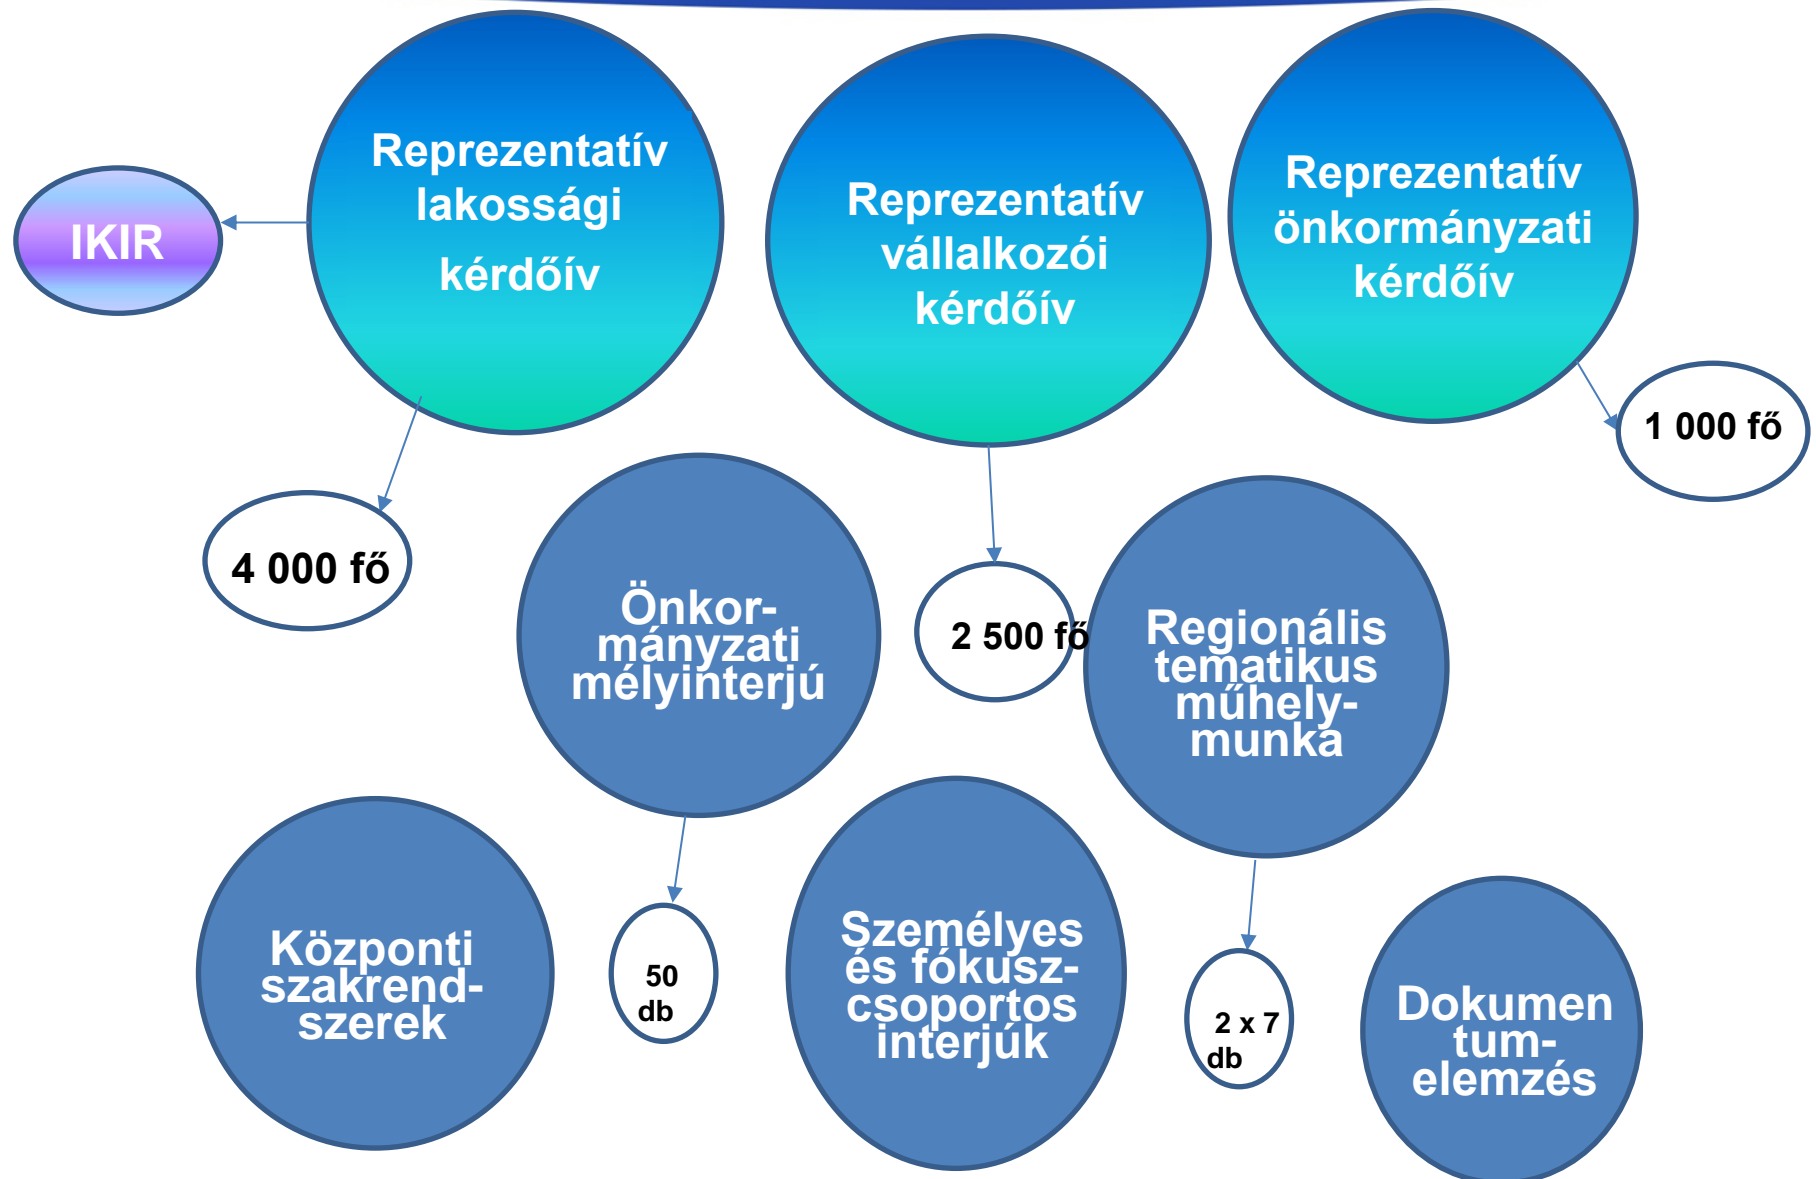 Reprezentatív
lakossági
kérdőív
IKIR
Reprezentatív
vállalkozói
kérdőív
Reprezentatív
önkormányzati
kérdőív
1 000 fő
4 000 fő
Önkor-
mányzati
mélyinterjú
2 500 fő
Regionális
tematikus
műhely-
munka
Központi
szakrend-
szerek
50
db
Személyes
és fókusz-
csoportos
interjúk
2 x 7
db
Dokumen
tum-
elemzés